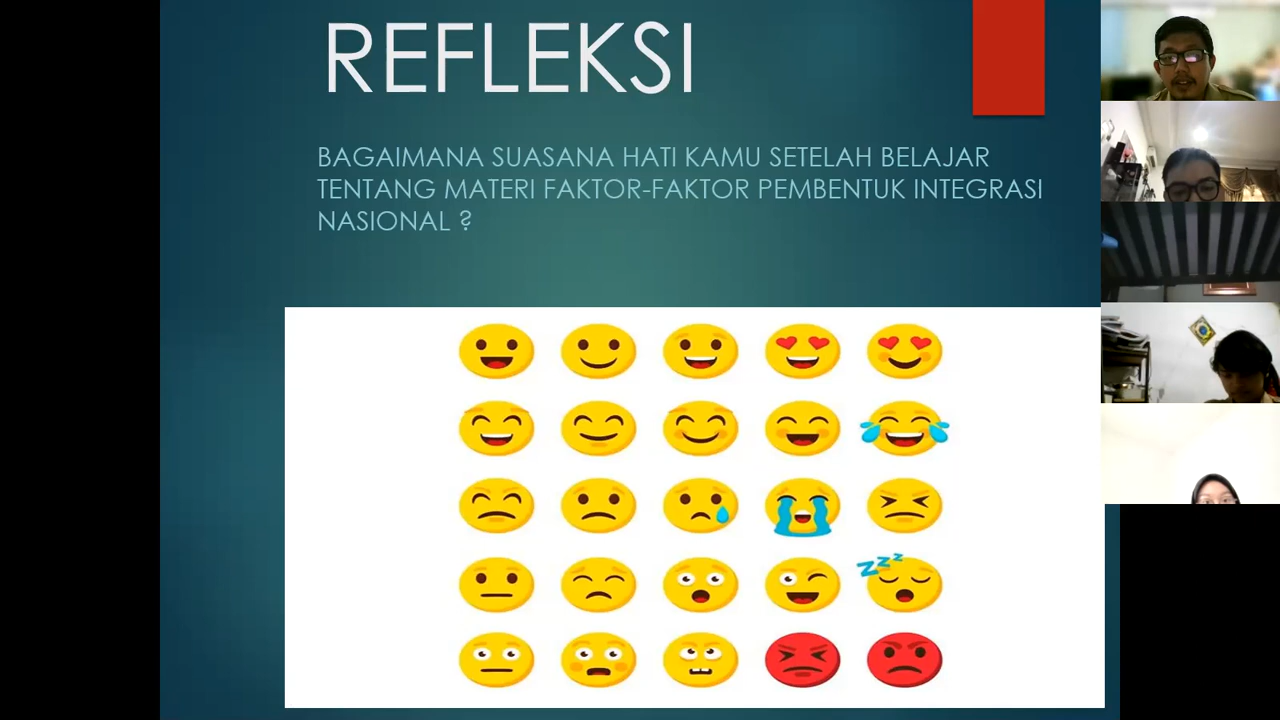 REFLEKSI
BAGAIMANA SUASANA HATI KAMU SETELAH BELAJAR
TENTANG MATERI FAKTOR-FAKTOR PEMBENTUK INTEGRASI
NASIONAL ?
z z z